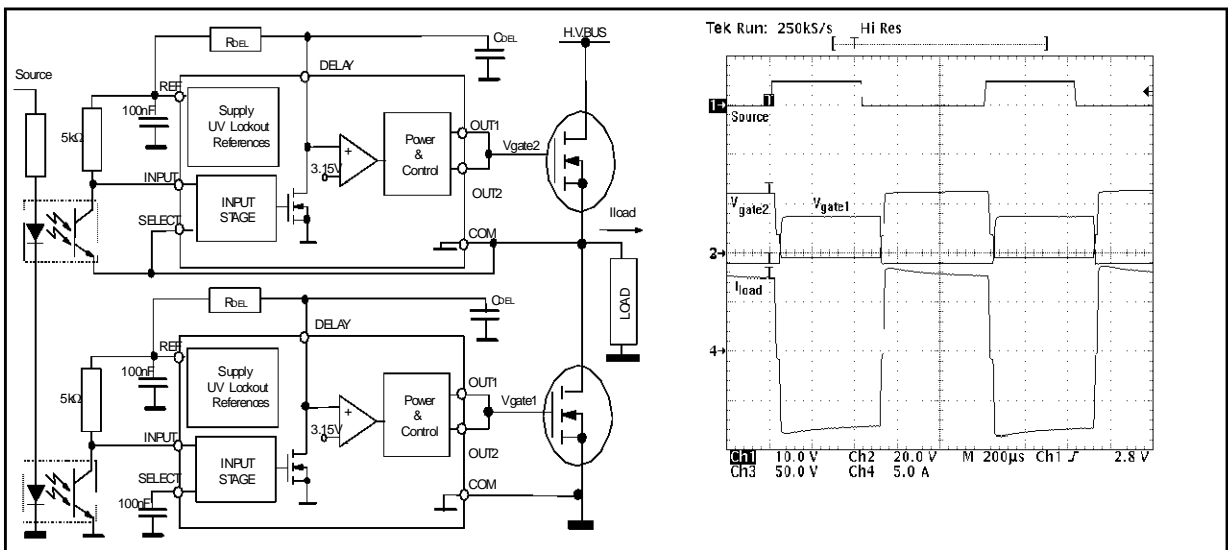 Source
RDEL
CDEL
DELAY
REF
100nF
5kΩ
Supply
UV Lockout
References
3.15V
+
-
Power
&
Control
OUT1
OUT2
INPUT
INPUT
STAGE
SELECT
COM
Vgate2
H.V.BUS
Iload
LOAD
RDEL
CDEL
DELAY
REF
100nF
5kΩ
Supply
UV Lockout
References
3.15V
+
-
Power
&
Control
OUT1
OUT2
INPUT
INPUT
STAGE
SELECT
100nF
COM
Vgate1
Tek Run: 250kS/s Hi Res
T
1→
T
Source
Vgate2
Vgate1
2→
Iload
4→
Ch1 10.0 V Ch2 20.0 V M 200µs Ch1 2.8 V
Ch3 50.0 V Ch4 5.0 A